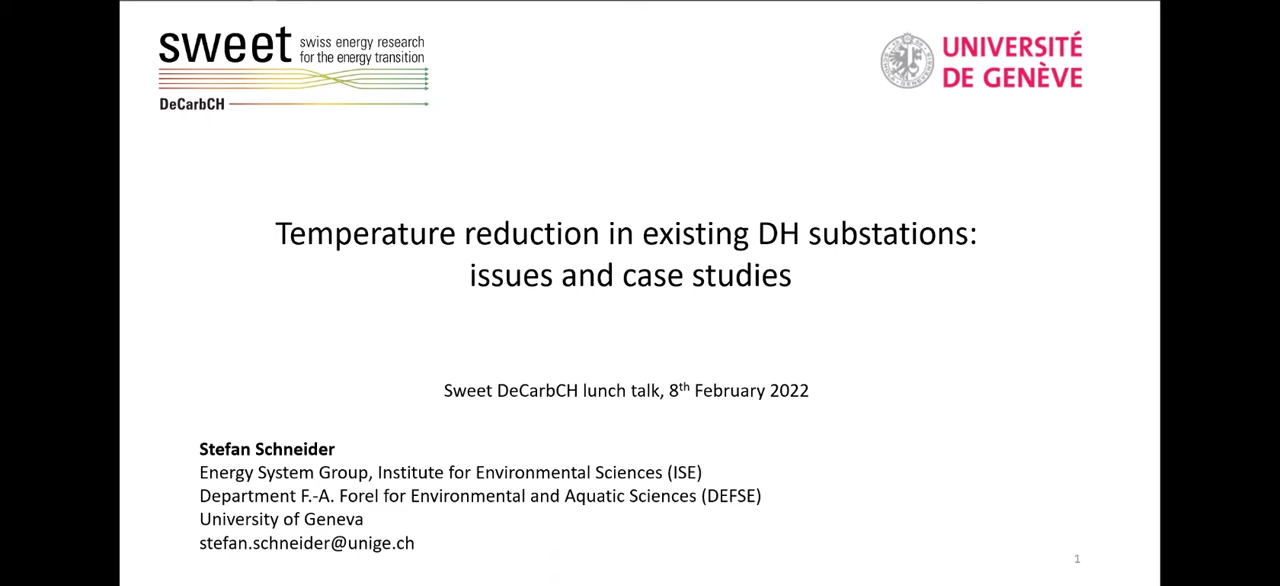 sweet swiss energy research
for the energy transition
DeCarbCH
UNIVERSITÉ
DE GENÈVE
Temperature reduction in existing DH substations:
issues and case studies
Sweet DeCarbCH lunch talk, 8th February 2022
Stefan Schneider
Energy System Group, Institute for Environmental Sciences (ISE)
Department F.-A. Forel for Environmental and Aquatic Sciences (DEFSE)
University of Geneva
stefan.schneider@unige.ch
1